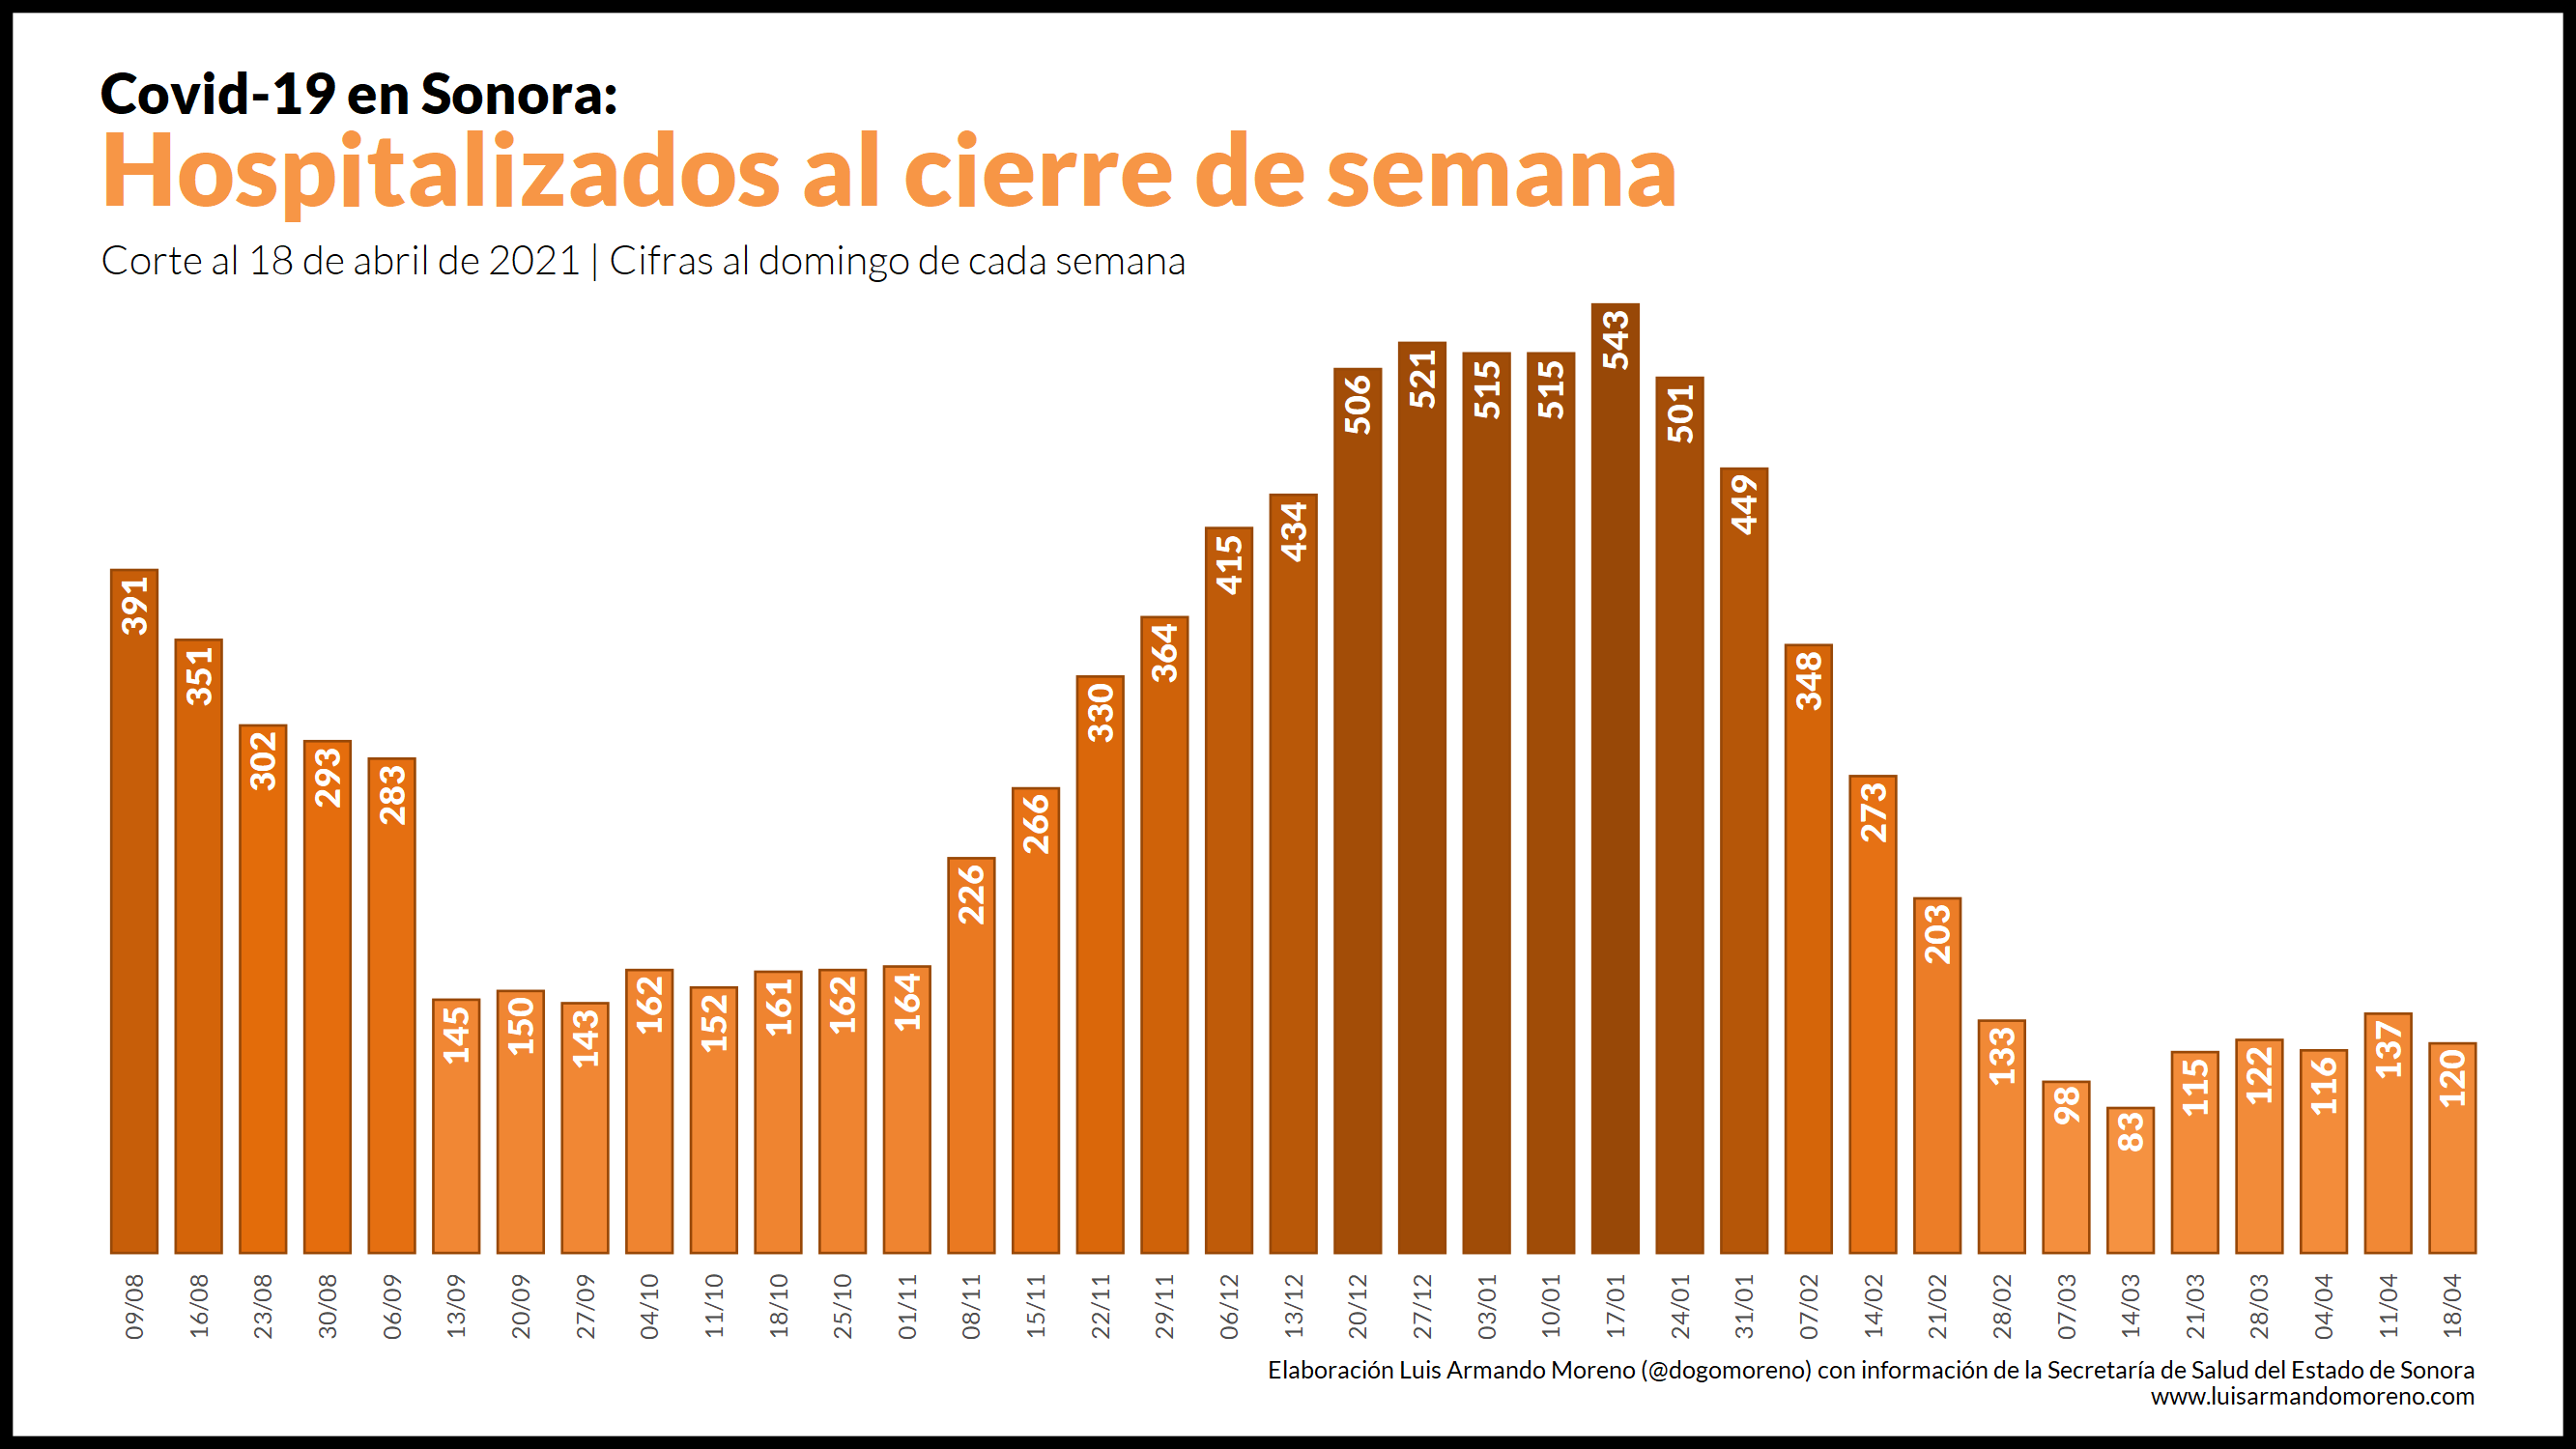 Covid-19 en Sonora:
Hospitalizados al cierre de semana
Corte al 18 de abril de 2021 | Cifras al domingo de cada semana
391 351 302 293 283 145 150 143 162 152 161 162 164 226 266 330 364 415 434 506 521 515 515 543 501 449 348 273 203 133 98 83 115 122 116 137 120
09/08 16/08 23/08 30/08 06/09 13/09 20/09 27/09 04/10 11/10 18/10 25/10 01/11 08/11 15/11 22/11 29/11 06/12 13/12 20/12 27/12 03/01 10/01 17/01 24/01 31/01 07/02 14/02 21/02 28/02 07/03 14/03 21/03 28/03 04/04 11/04 18/04
Elaboración Luis Armando Moreno (@dogomoreno) con información de la Secretaría de Salud del Estado de Sonora
www.luisarmandomoreno.com